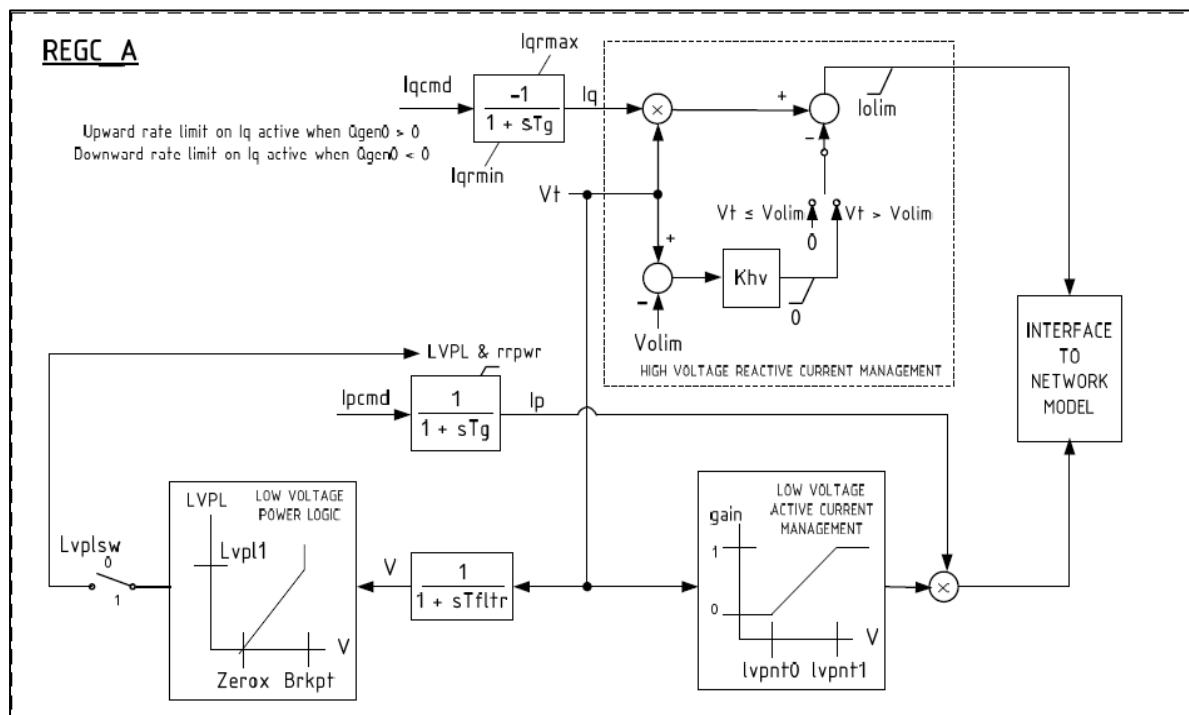 REGC_A
Iqrmax
Iqcmd
-1
1 + sTg
Iq
Iqrmin
Upward rate limit on Iq active when Qgen0 > 0
Downward rate limit on Iq active when Qgen0 < 0
×
+
-
Iolim
Vt
Vt ≤ Volim
Vt > Volim
0
+
-
Khv
0
Volim
HIGH VOLTAGE REACTIVE CURRENT MANAGEMENT
INTERFACE
TO
NETWORK
MODEL
LVPL & rrpwr
Ipcmd
1
1 + sTg
Ip
LVPL
LOW VOLTAGE
POWER LOGIC
Lvpl1
V
Zerox
Brkpt
Lvplsw
0
1
V
1
1 + sTfltr
LOW VOLTAGE
ACTIVE CURRENT
MANAGEMENT
gain
1
0
V
lvpnt0
lvpnt1
×